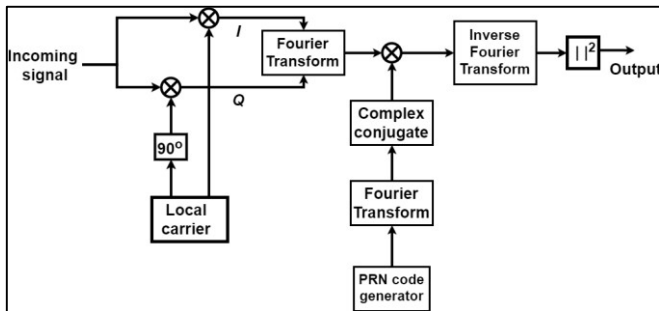 Incoming
signal
I
Q
90°
Local
carrier
Fourier
Transform
Complex
conjugate
Fourier
Transform
PRN code
generator
Inverse
Fourier
Transform
| |²
Output